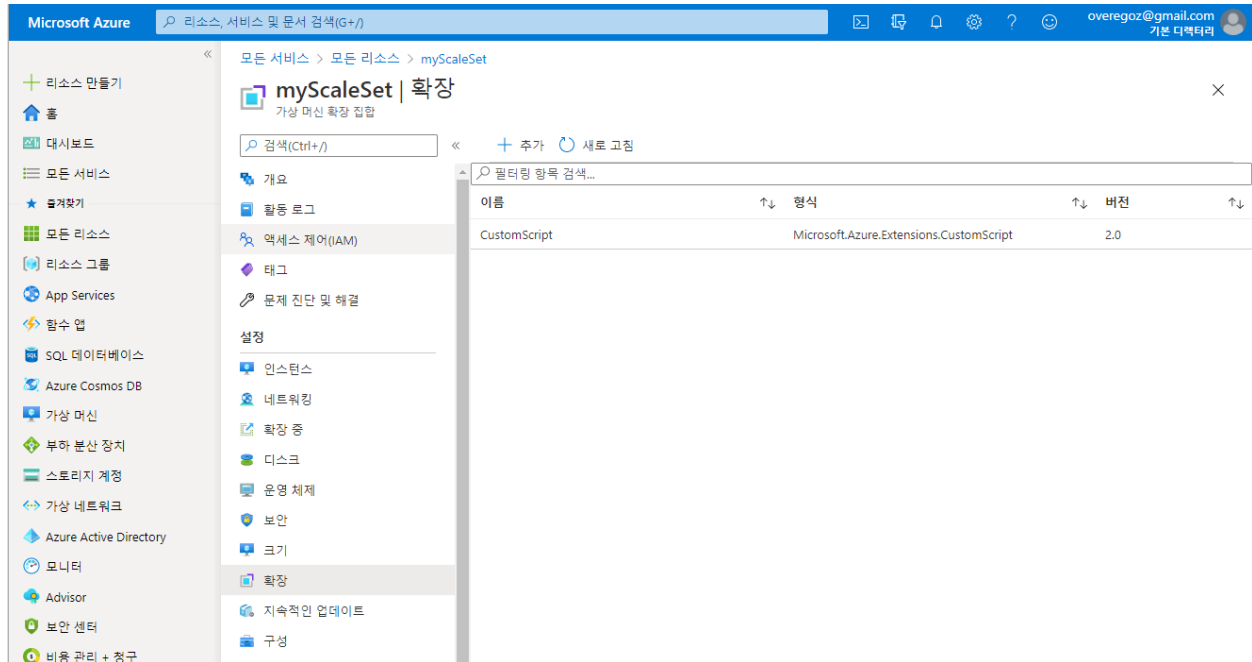 Microsoft Azure
리소스, 서비스 및 문서 검색(G+/)
overegoz@gmail.com
기본 디렉터리
리소스 만들기
홈
대시보드
모든 서비스
즐겨찾기
모든 리소스
리소스 그룹
App Services
함수 앱
SQL 데이터베이스
Azure Cosmos DB
가상 머신
부하 분산 장치
스토리지 계정
가상 네트워크
Azure Active Directory
모니터
Advisor
보안 센터
비용 관리 + 청구
모든 서비스 > 모든 리소스 > myScaleSet
myScaleSet | 확장
가상 머신 확장 집합
검색(Ctrl+/)
개요
활동 로그
액세스 제어(IAM)
태그
문제 진단 및 해결
설정
인스턴스
네트워킹
확장 중
디스크
운영 체제
보안
크기
확장
지속적인 업데이트
구성
추가 새로 고침
필터링 항목 검색...
이름 형식 버전
CustomScript Microsoft.Azure.Extensions.CustomScript 2.0